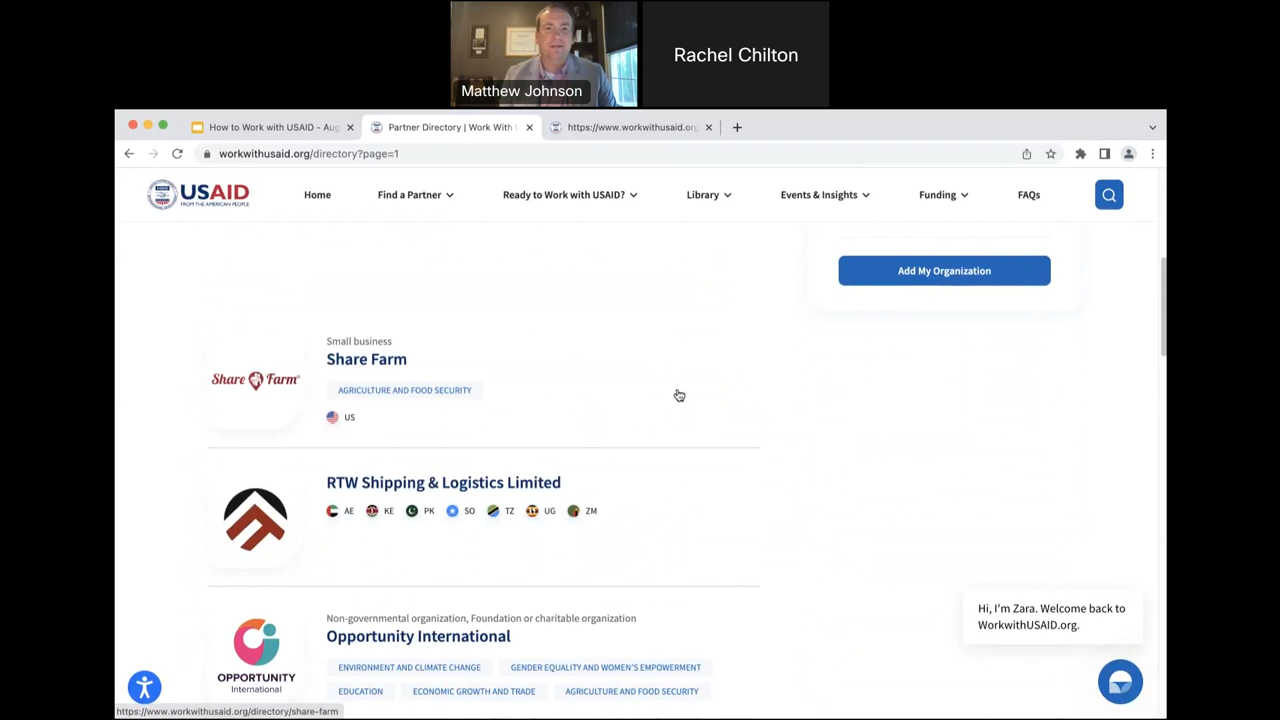 Matthew Johnson
Rachel Chilton
How to Work with USAID - Aug
Partner Directory | Work With U
https://www.workwithusaid.org
workwithusaid.org/directory?page=1
USAID
FROM THE AMERICAN PEOPLE
Home
Find a Partner
Ready to Work with USAID?
Library
Events & Insights
Funding
FAQs
Add My Organization
Share Farm
Small business
Share Farm
AGRICULTURE AND FOOD SECURITY
US
RTW Shipping & Logistics Limited
AE KE PK SO TZ UG ZM
OPPORTUNITY
International
Non-governmental organization, Foundation or charitable organization
Opportunity International
ENVIRONMENT AND CLIMATE CHANGE
GENDER EQUALITY AND WOMEN'S EMPOWERMENT
EDUCATION
ECONOMIC GROWTH AND TRADE
AGRICULTURE AND FOOD SECURITY
Hi, I'm Zara. Welcome back to
WorkwithUSAID.org.
https://www.workwithusaid.org/directory/share-farm